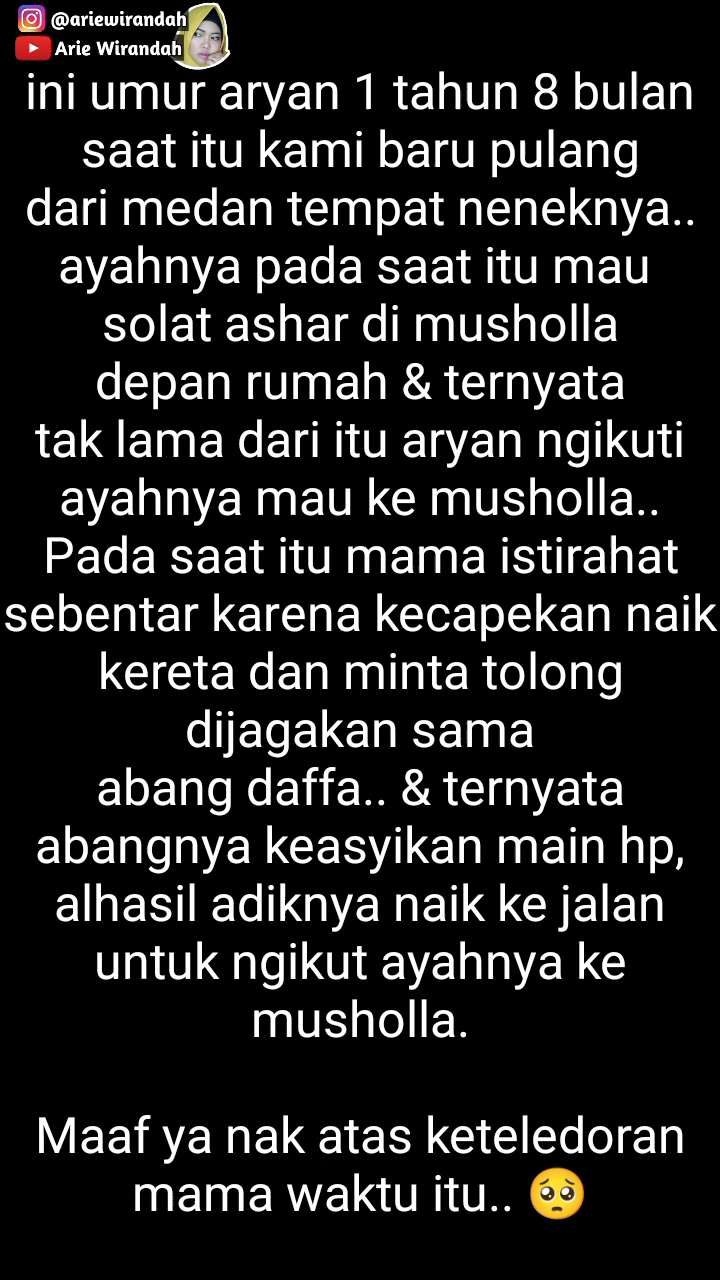 @ariewirandah
Arie Wirandah
ini umur aryan 1 tahun 8 bulan
saat itu kami baru pulang
dari medan tempat neneknya..
ayahnya pada saat itu mau
solat ashar di musholla
depan rumah & ternyata
tak lama dari itu aryan ngikuti
ayahnya mau ke musholla..
Pada saat itu mama istirahat
sebentar karena kecapekan naik
kereta dan minta tolong
dijagakan sama
abang daffa.. & ternyata
abangnya keasyikan main hp,
alhasil adiknya naik ke jalan
untuk ngikut ayahnya ke
musholla.
Maaf ya nak atas keteledoran
mama waktu itu.. 🥺